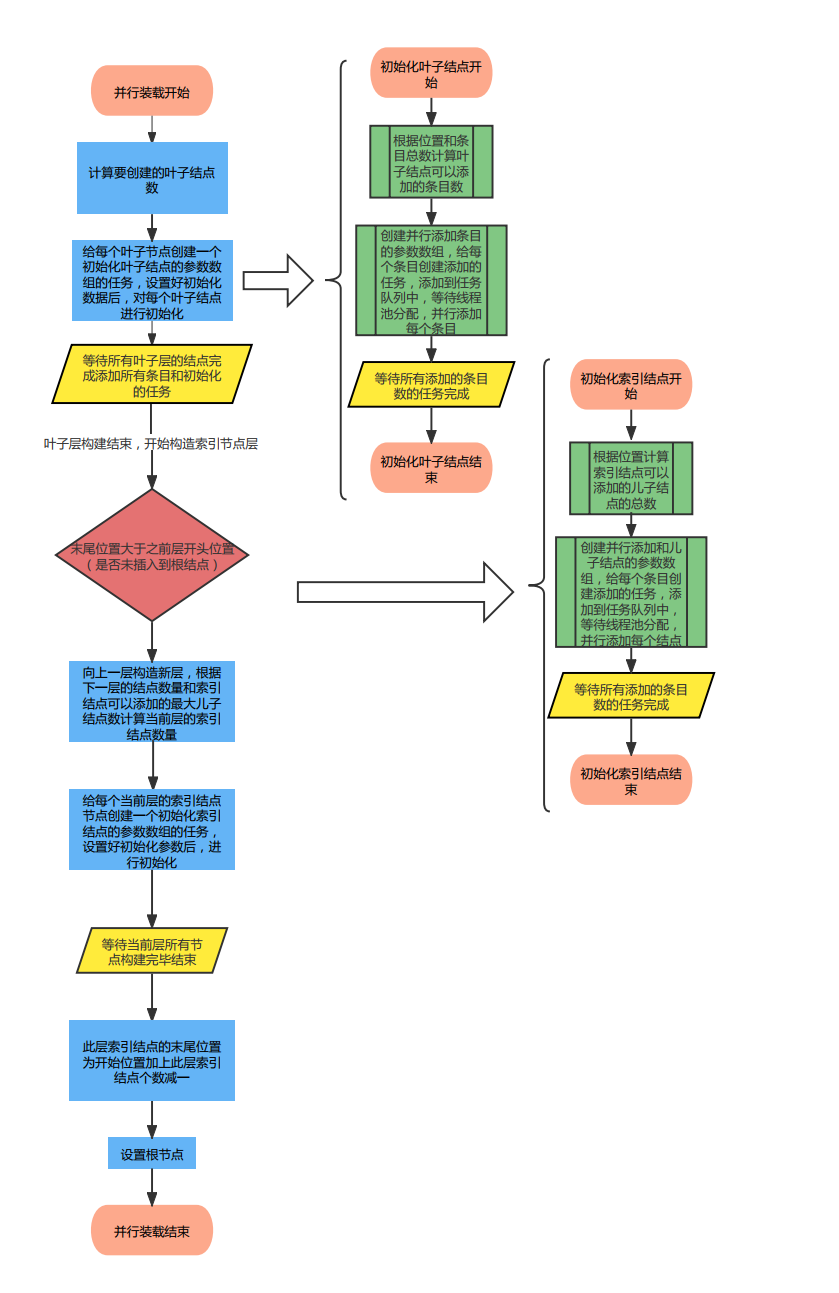 并行装载开始
计算要创建的叶子结点
数
给每个叶子节点创建一个
初始化叶子结点的参数数
组的任务，设置好初始化
数据后，对每个叶子结点
进行初始化
等待所有叶子层的结点完
成添加所有条目和初始化
的任务
叶子层构建结束，开始构造索引节点层
末尾位置大于之前层开头位置
（是否未插入到根结点）
向上一层构造新层，根据
下一层的结点数量和索引
结点可以添加的最大儿子
结点数计算当前层的索引
结点数量
给每个当前层的索引结点
节点创建一个初始化索引
结点的参数数组的任务，
设置好初始化参数后，进
行初始化
等待当前层所有节
点构建完毕结束
此层索引结点的末尾位置
为开始位置加上此层索引
结点个数减一
设置根节点
并行装载结束
初始化叶子结点开
始
根据位置和条
目总数计算叶
子结点可以添
加的条目数
创建并行添加条目
的参数数组，给每
个条目创建添加的
任务，添加到任务
队列中，等待线程
池分配，并行添加
每个条目
等待所有添加的条目
数的任务完成
初始化叶子结点结
束
初始化索引结点开
始
根据位置计算
索引结点可以
添加的儿子结
点的总数
创建并行添加和儿
子结点的参数数
组，给每个条目创
建添加的任务，添
加到任务队列中，
等待线程池分配，
并行添加每个结点
等待所有添加的条目
数的任务完成
初始化索引结点结
束